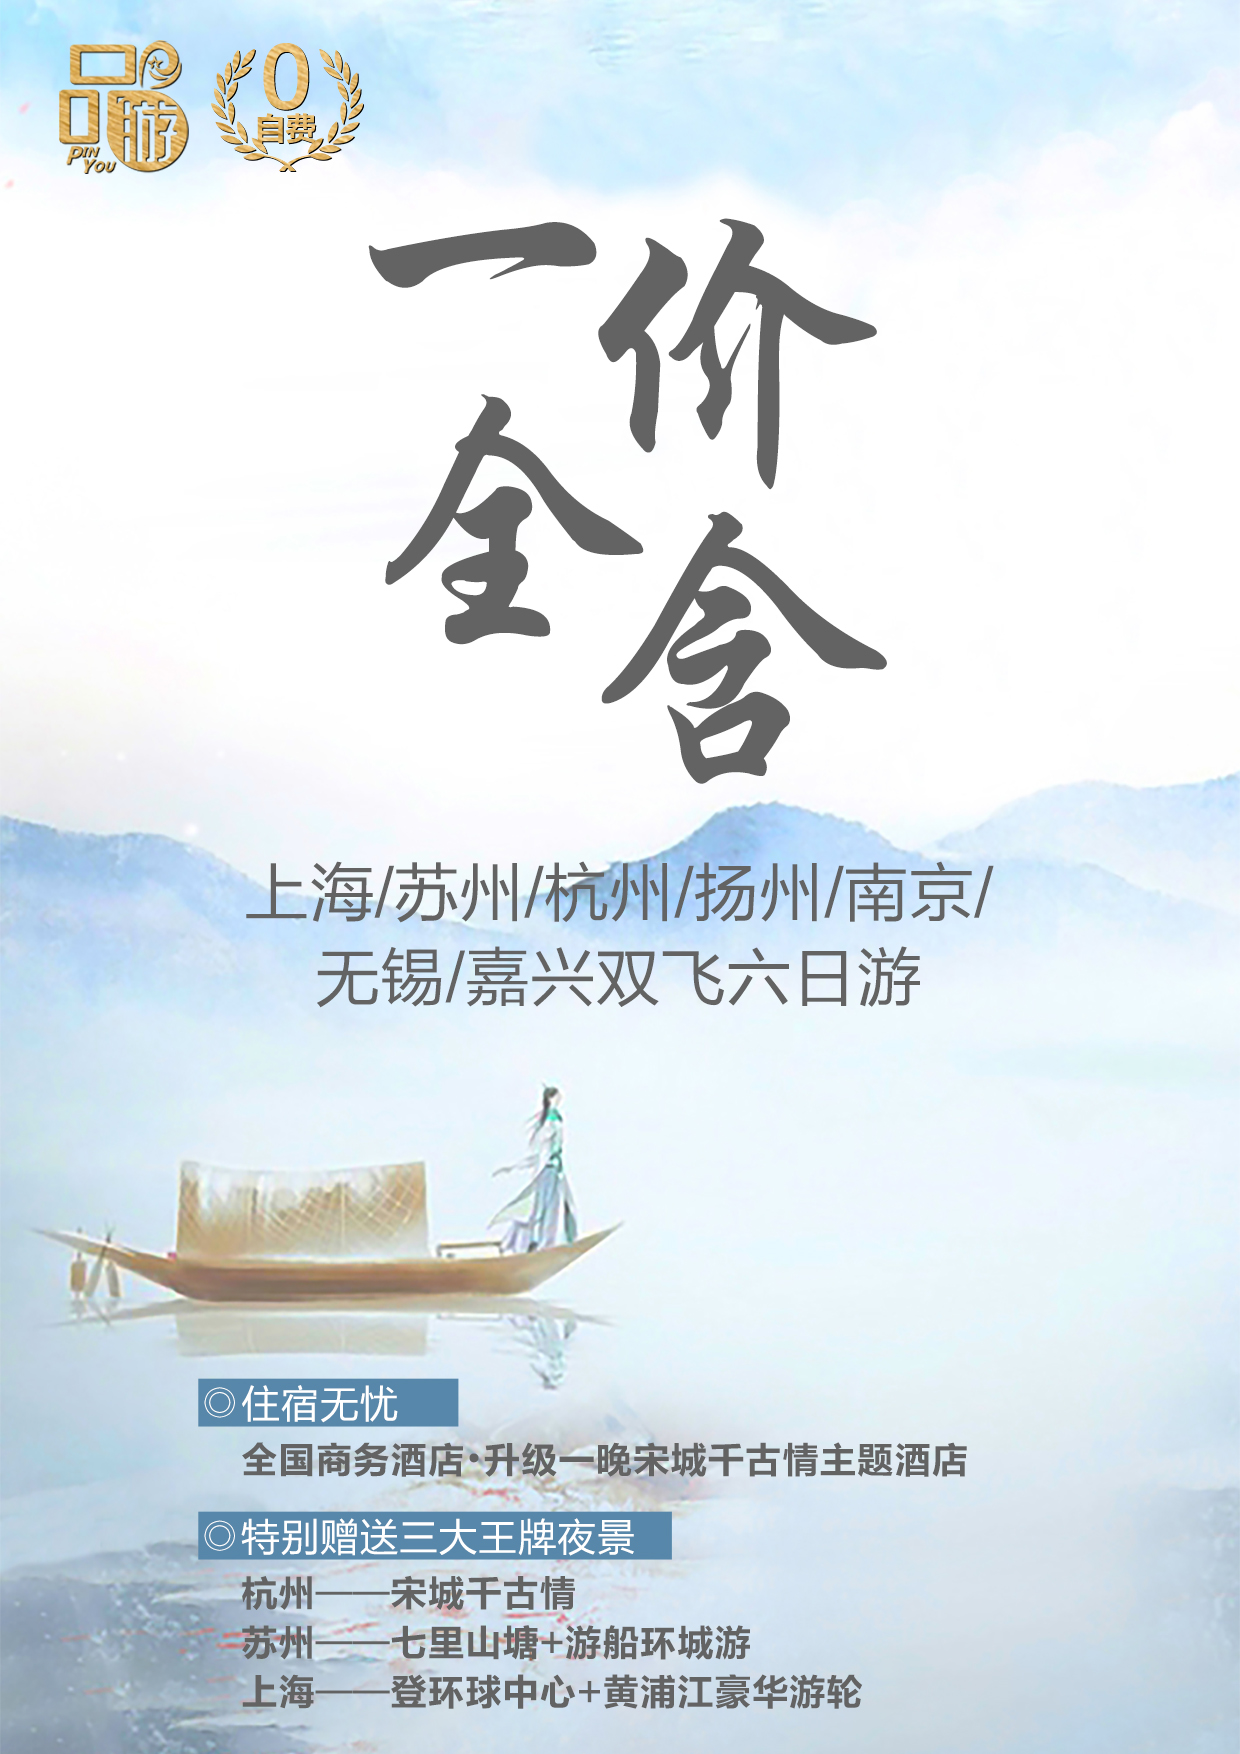 品游
PIN YOU
0
自费
一价
全含
上海/苏州/杭州/扬州/南京/
无锡/嘉兴双飞六日游
◎住宿无忧
全国商务酒店·升级一晚宋城千古情主题酒店
◎特别赠送三大王牌夜景
杭州——宋城千古情
苏州——七里山塘+游船环城游
上海——登环球中心+黄浦江豪华游轮